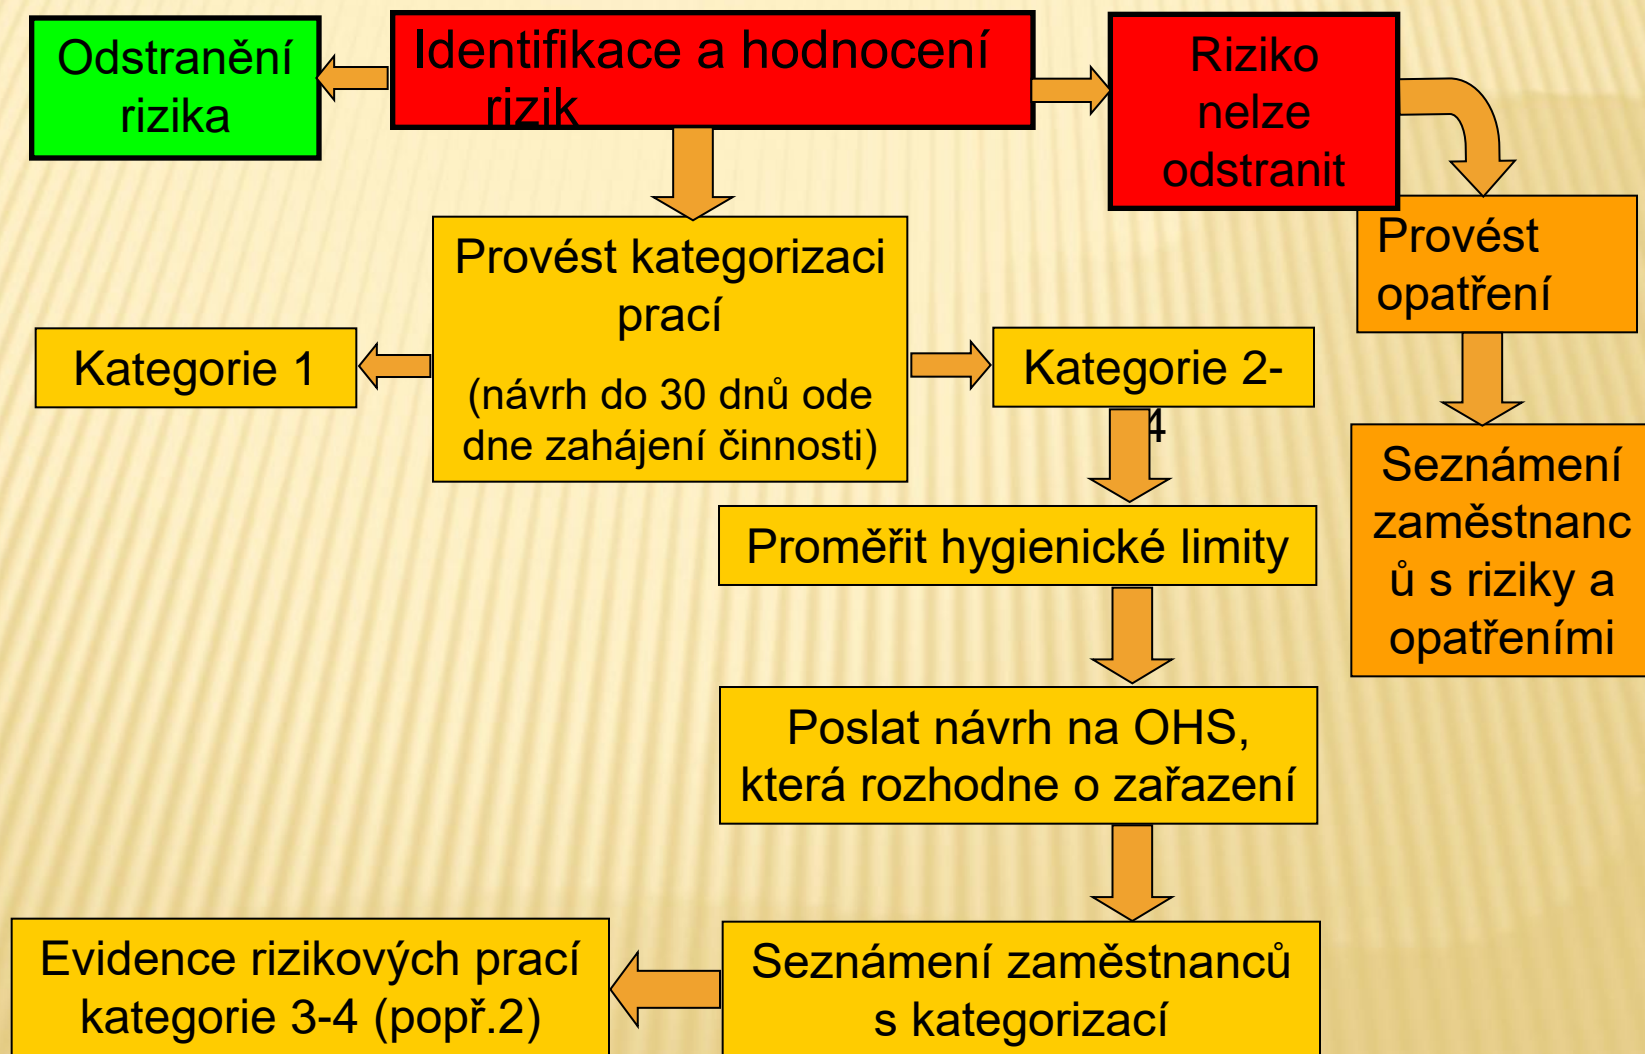 Odstranění
rizika
Identifikace a hodnocení
rizik
Riziko
nelze
odstranit
Provést
opatření
Provést kategorizaci
prací
(návrh do 30 dnů ode
dne zahájení činnosti)
Kategorie 1
Kategorie 2-
4
Seznámení
zaměstnanc
ů s riziky a
opatřeními
Proměřit hygienické limity
Poslat návrh na OHS,
která rozhodne o zařazení
Seznámení zaměstnanců
s kategorizací
Evidence rizikových prací
kategorie 3-4 (popř.2)